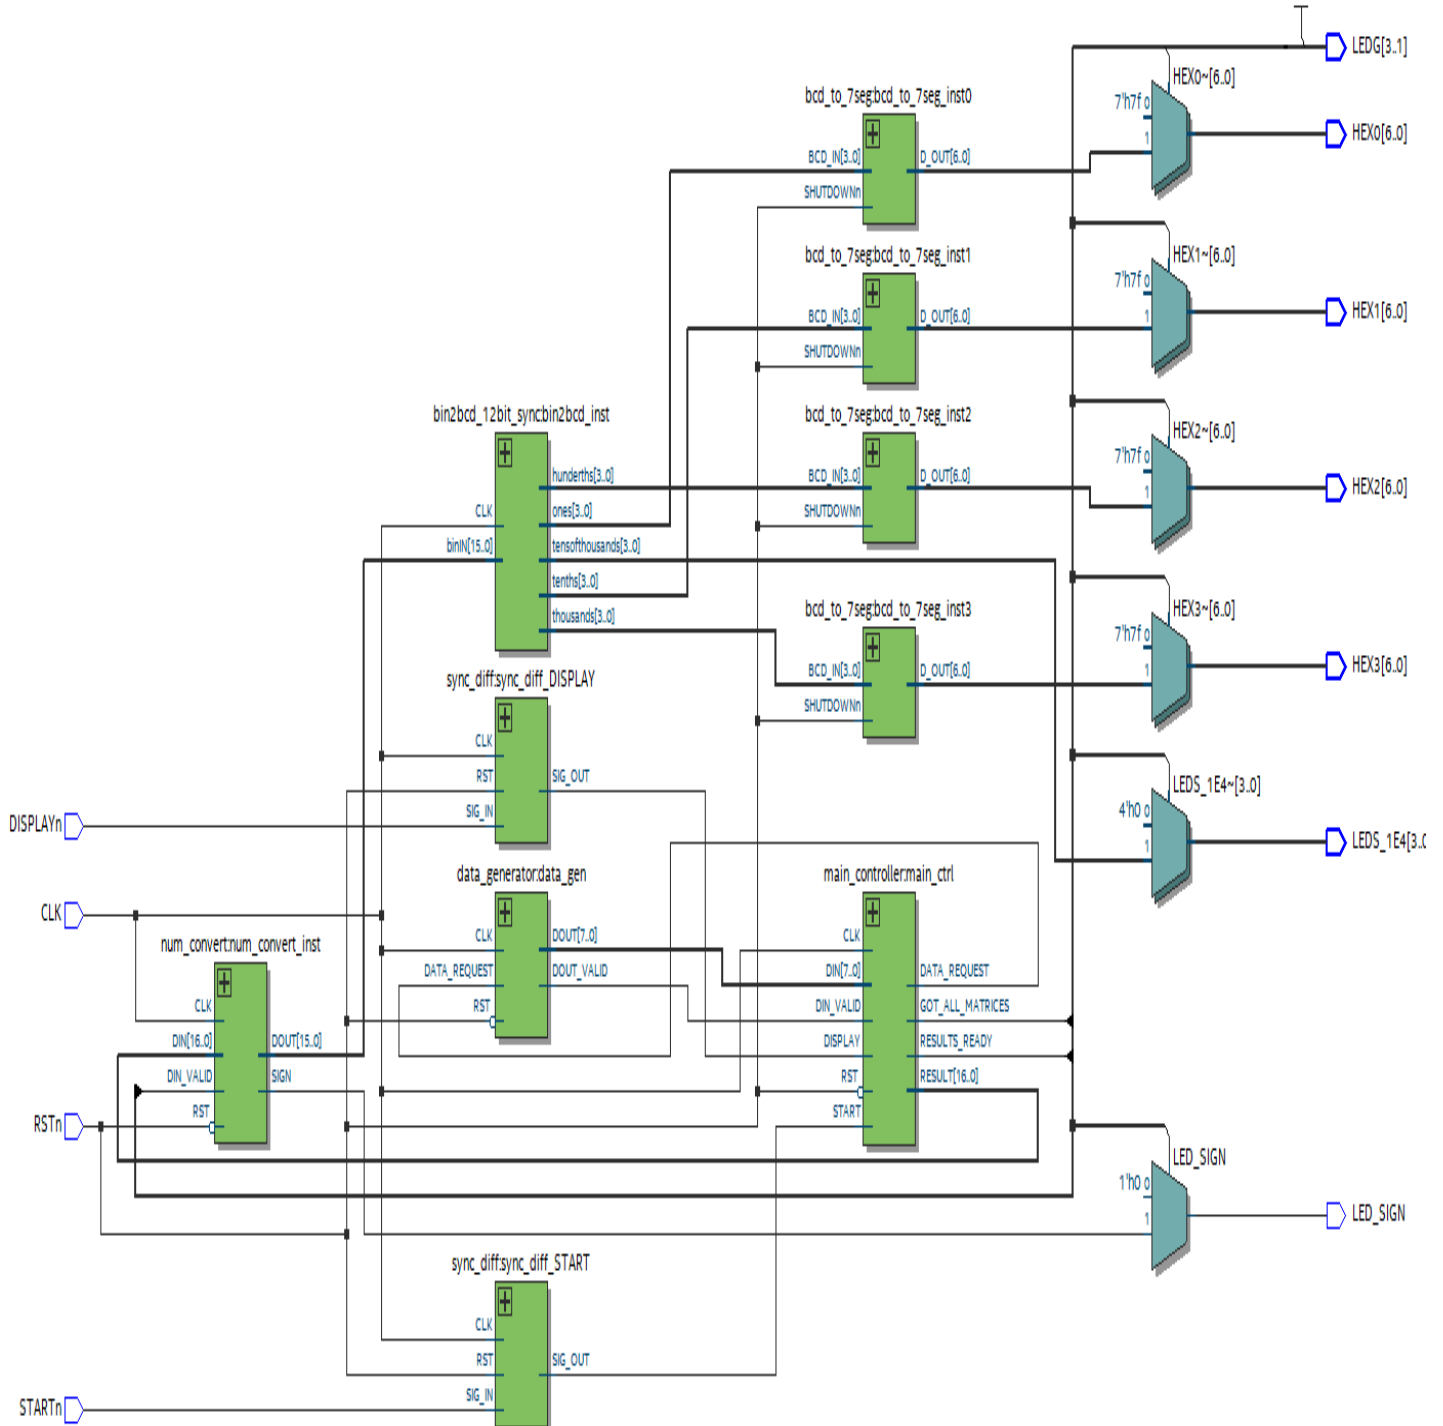 LEDG[3..1]
HEX0~[6..0]
bcd_to_7seg:bcd_to_7seg_inst0
7'h7f 0
1
HEX0[6..0]
BCD_IN[3..0]
D_OUT[6..0]
SHUTDOWNn
bcd_to_7seg:bcd_to_7seg_inst1
HEX1~[6..0]
7'h7f 0
1
HEX1[6..0]
BCD_IN[3..0]
D_OUT[6..0]
SHUTDOWNn
bin2bcd_12bit_sync:bin2bcd_inst
bcd_to_7seg:bcd_to_7seg_inst2
HEX2~[6..0]
7'h7f 0
1
HEX2[6..0]
hunderths[3..0]
BCD_IN[3..0]
D_OUT[6..0]
CLK
ones[3..0]
SHUTDOWNn
binIN[15..0]
tensofthousands[3..0]
tenths[3..0]
thousands[3..0]
bcd_to_7seg:bcd_to_7seg_inst3
HEX3~[6..0]
7'h7f 0
1
HEX3[6..0]
BCD_IN[3..0]
D_OUT[6..0]
SHUTDOWNn
sync_diff:sync_diff_DISPLAY
CLK
RST
SIG_OUT
SIG_IN
DISPLAYn
LEDS_1E4~[3..0]
4'h0 0
1
LEDS_1E4[3..0
data_generator:data_gen
main_controller:main_ctrl
CLK
num_convert:num_convert_inst
CLK
DOUT[7..0]
DATA_REQUEST
DOUT_VALID
RST
CLK
DIN[7..0]
DATA_REQUEST
DIN_VALID
GOT_ALL_MATRICES
DISPLAY
RESULTS_READY
RST
RESULT[16..0]
START
CLK
DIN[16..0]
DOUT[15..0]
DIN_VALID
SIGN
RST
RSTn
LED_SIGN
1'h0 0
1
LED_SIGN
sync_diff:sync_diff_START
CLK
RST
SIG_OUT
SIG_IN
STARTn